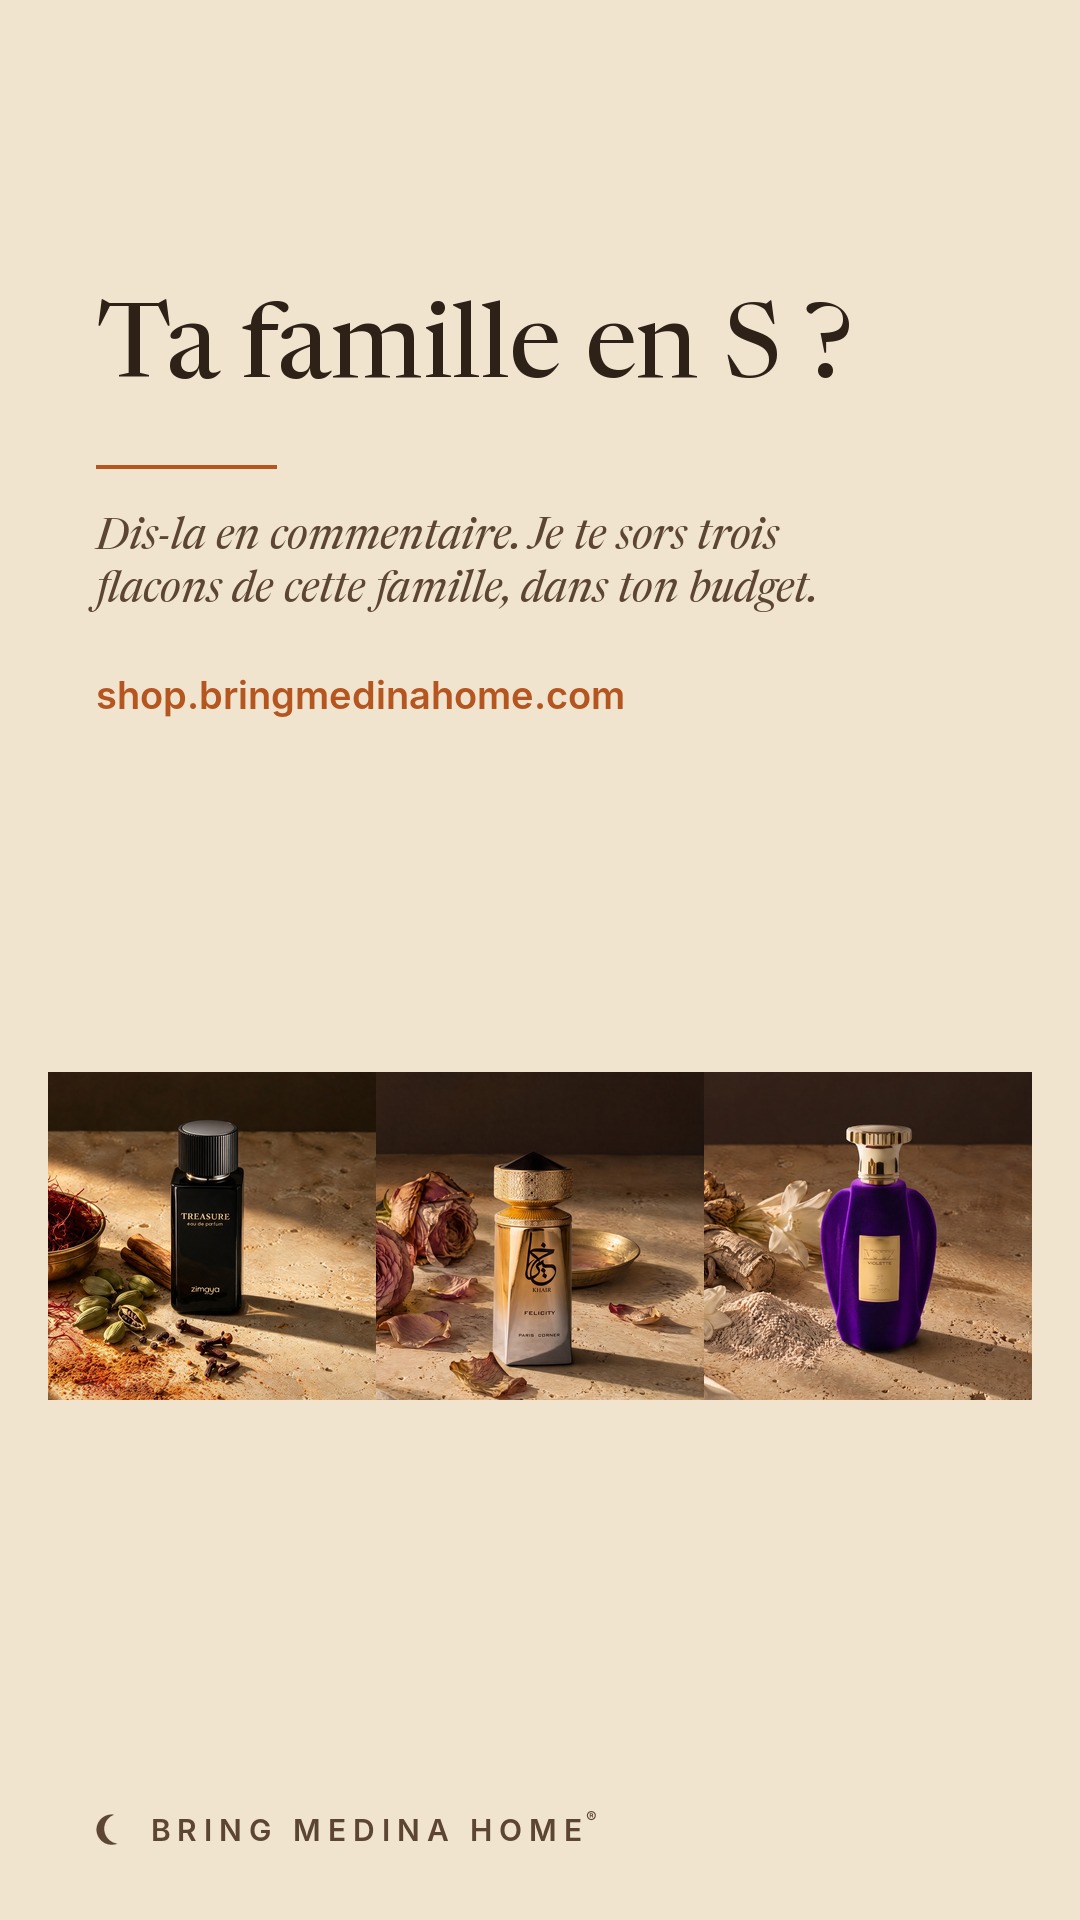 Ta famille en S ?
Dis-la en commentaire. Je te sors trois
flacons de cette famille, dans ton budget.
shop.bringmedinahome.com
TREASURE
eau de parfum
zimaya
KHAIR
FELICITY
PARIS CORNER
VIOLETTE
BRING MEDINA HOME®